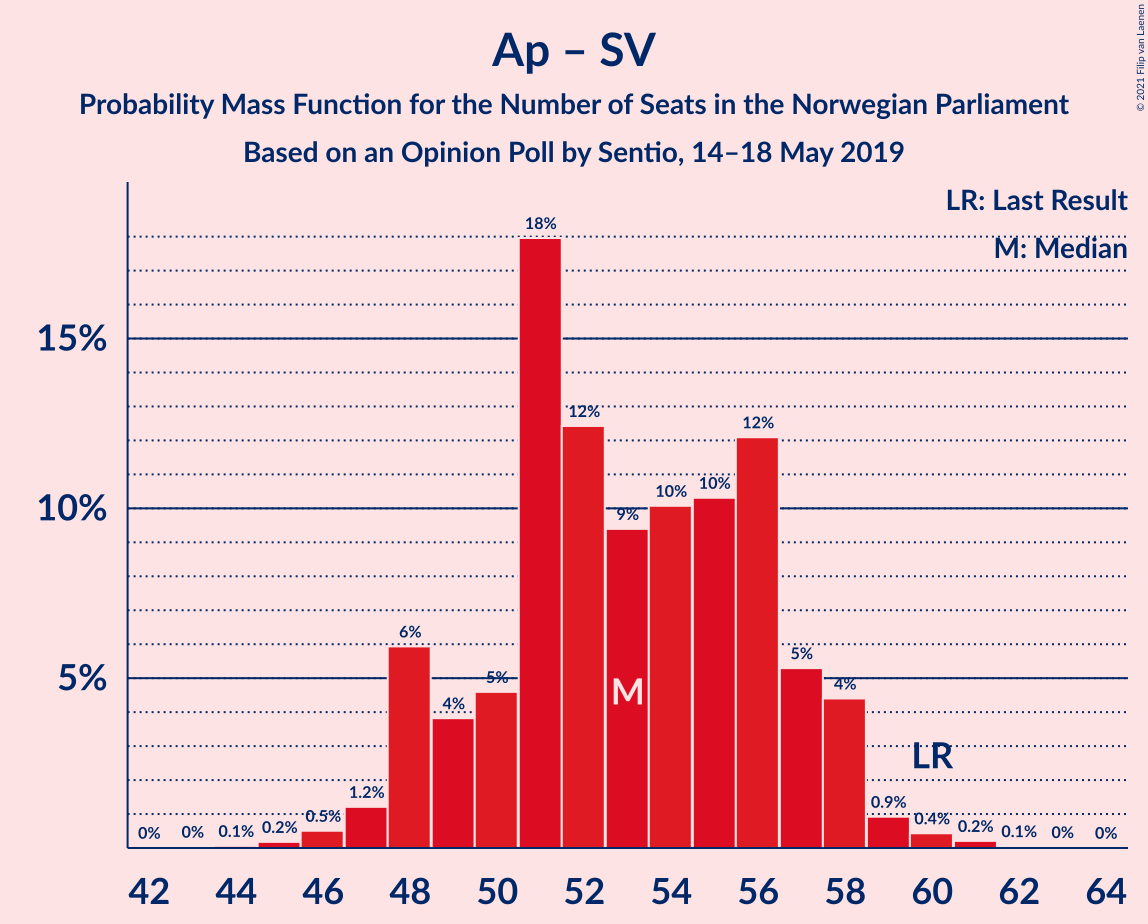 © 2021 Filip van Laenen
Ap – SV
Probability Mass Function for the Number of Seats in the Norwegian Parliament
Based on an Opinion Poll by Sentio, 14–18 May 2019
LR: Last Result
M: Median
15%
10%
5%
0% 0% 0.1% 0.2% 0.5% 1.2% 6% 4% 5% 18% 12% 9% 10% 10% 12% 5% 4% 0.9% 0.4% 0.2% 0.1% 0% 0%
M
LR
42 44 46 48 50 52 54 56 58 60 62 64